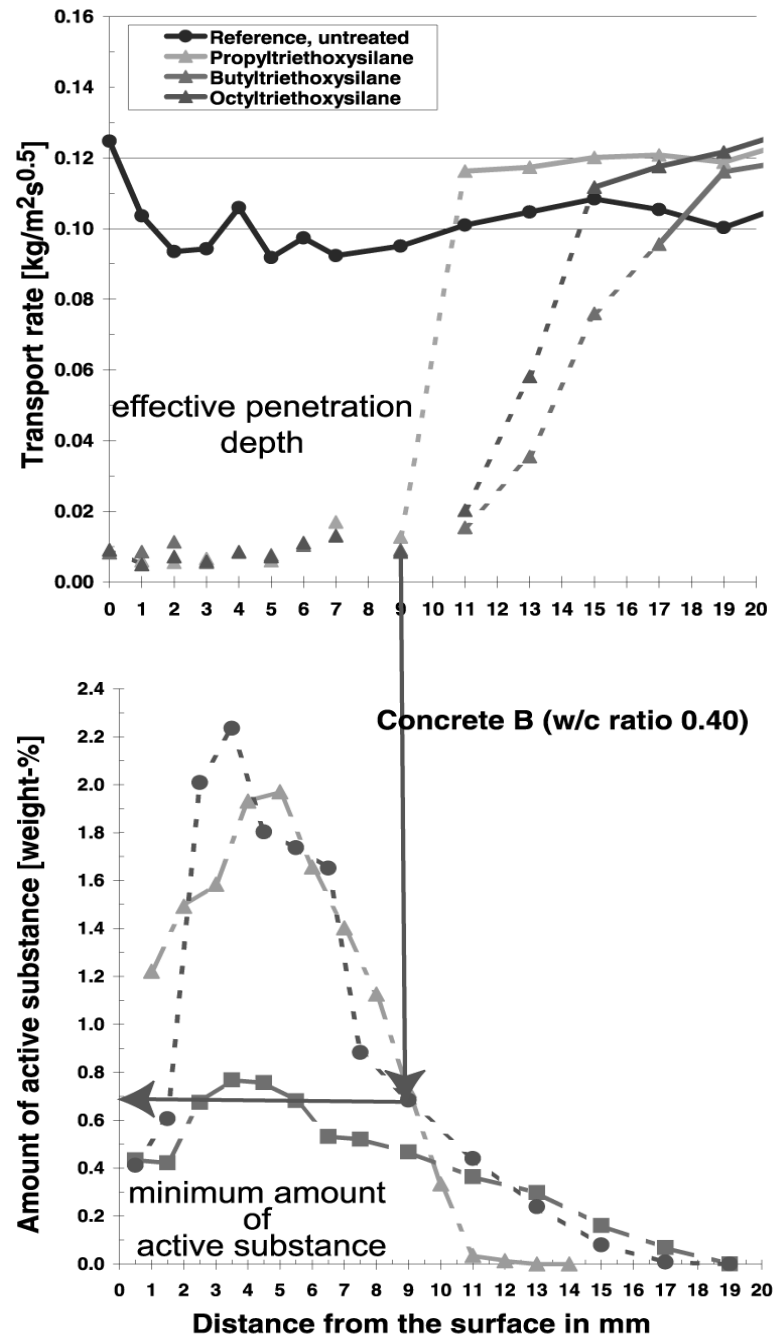 0.16
0.14
0.12
0.10
0.08
0.06
0.04
0.02
0.00
Transport rate [kg/m2s0.5]
Reference, untreated
Propyltriethoxysilane
Butyltriethoxysilane
Octyltriethoxysilane
effective penetration
depth
0 1 2 3 4 5 6 7 8 9 10 11 12 13 14 15 16 17 18 19 20
2.4
2.2
2.0
1.8
1.6
1.4
1.2
1.0
0.8
0.6
0.4
0.2
0.0
Amount of active substance [weight-%]
Concrete B (w/c ratio 0.40)
minimum amount
of
active substance
0 1 2 3 4 5 6 7 8 9 10 11 12 13 14 15 16 17 18 19 20
Distance from the surface in mm